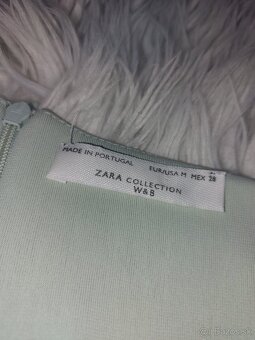 MADE IN PORTUGAL EUR/USA M MEX 28
ZARA COLLECTION
W&B